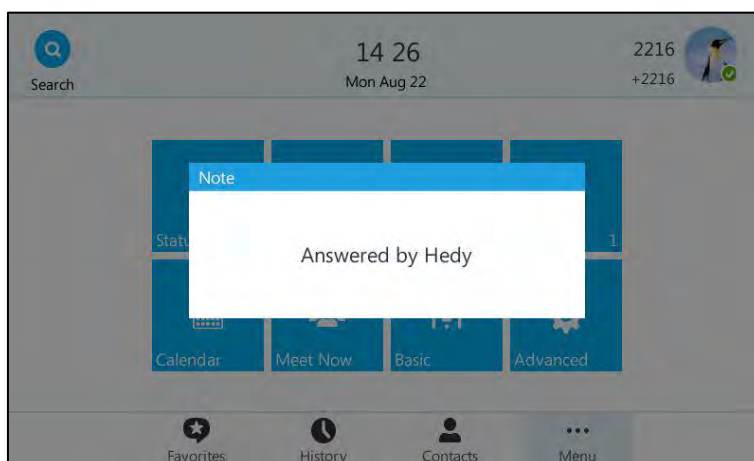 14 26
2216
Search
Mon Aug 22
+2216
Note
Answered by Hedy
1
Calendar
Meet Now
Basic
Advanced
Favorites
History
Contacts
Menu